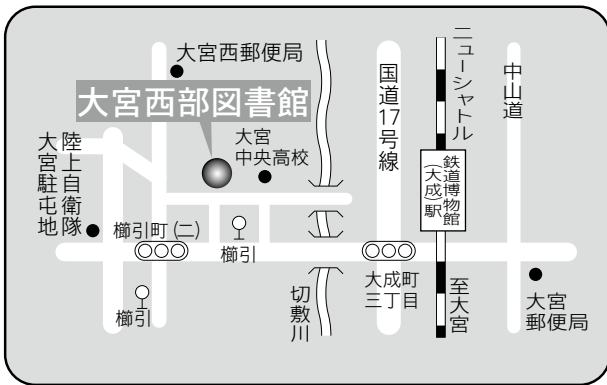 大宮西郵便局
大宮西部図書館
大宮
中央高校
陸上自衛隊
大宮駐屯地
櫛引町(二)
櫛引
櫛引
切敷川
国道17号線
大成町
三丁目
ニューシャトル
鉄道博物館
(大成)駅
至大宮
中山道
大宮
郵便局